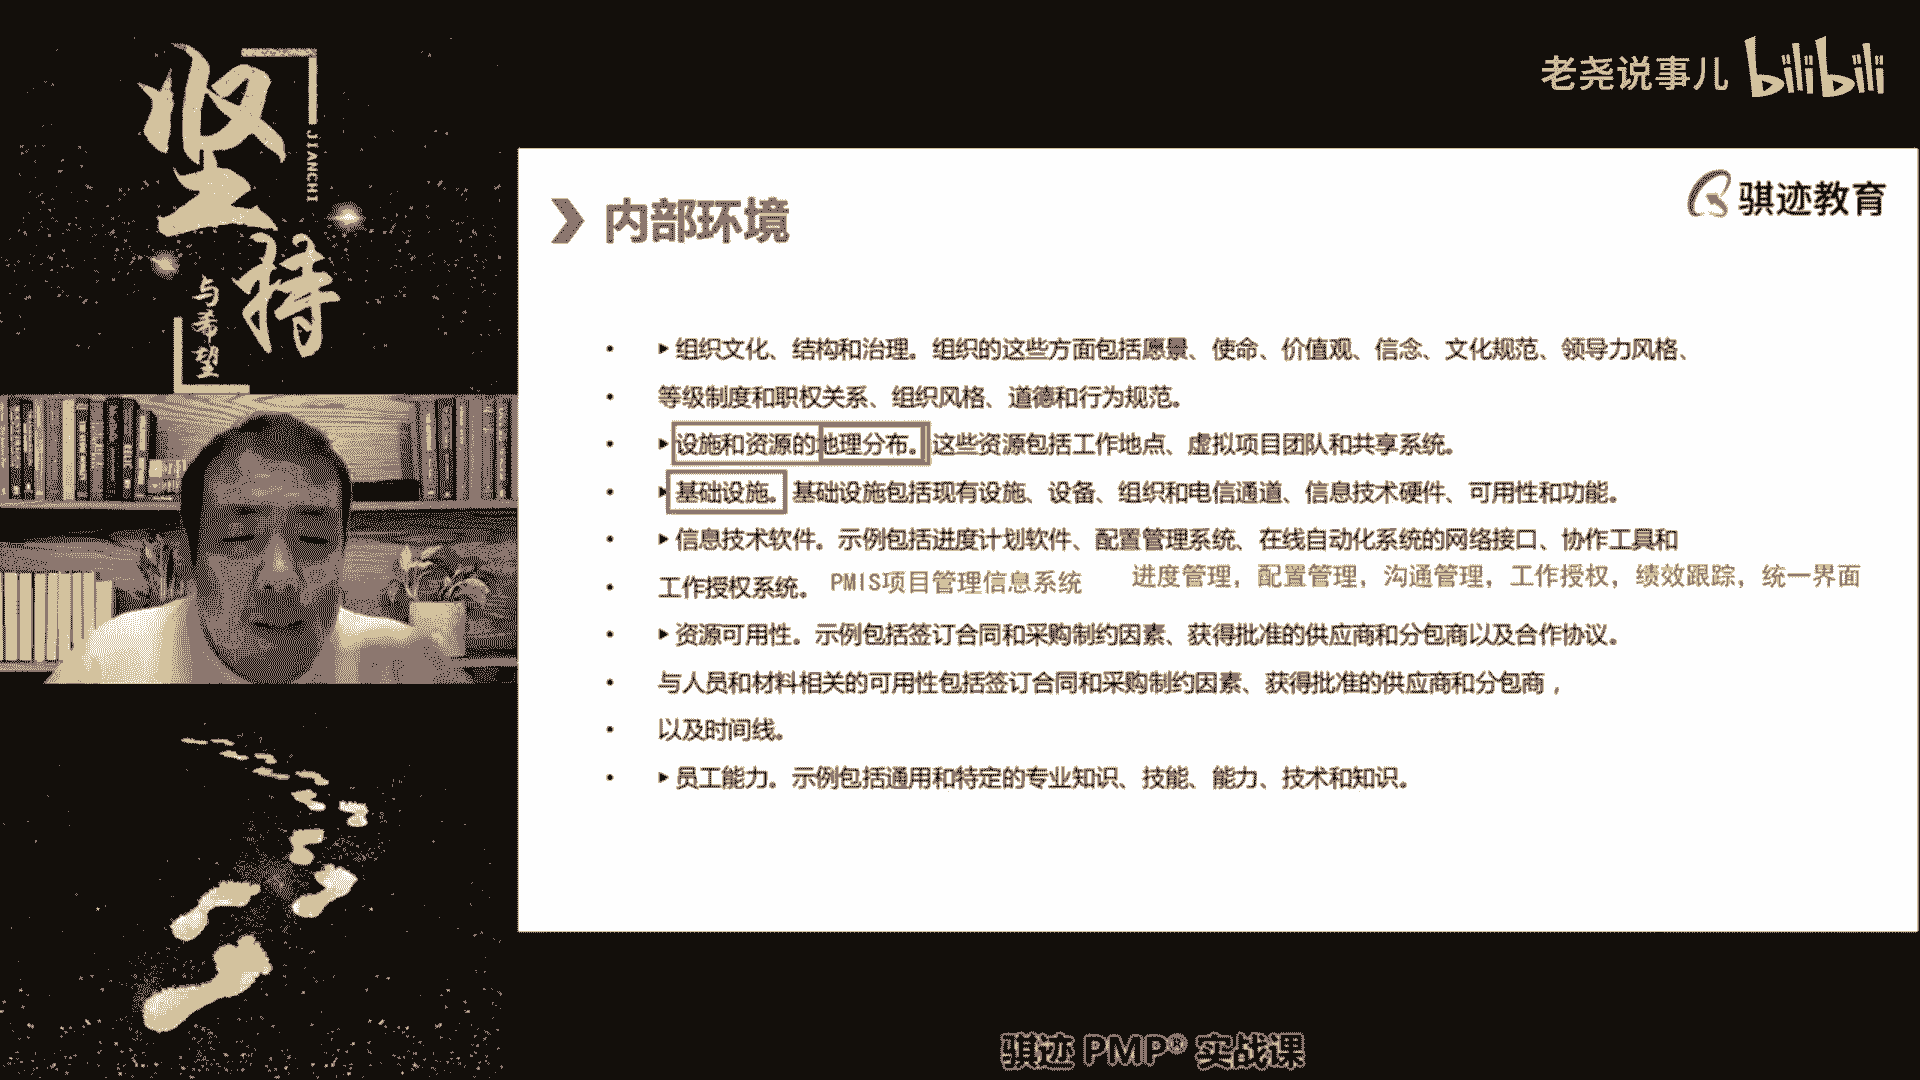 坚持
JIANCHI
与希望
老尧说事儿 bilibili
骐迹教育
内部环境
• ▸组织文化、结构和治理。组织的这些方面包括愿景、使命、价值观、信念、文化规范、领导力风格、
• 等级制度和职权关系、组织风格、道德和行为规范。
• ▸设施和资源的地理分布。这些资源包括工作地点、虚拟项目团队和共享系统。
• ▸基础设施。基础设施包括现有设施、设备、组织和电信通道、信息技术硬件、可用性和功能。
• ▸信息技术软件。示例包括进度计划软件、配置管理系统、在线自动化系统的网络接口、协作工具和
• 工作授权系统。 PMIS项目管理信息系统 进度管理，配置管理，沟通管理，工作授权，绩效跟踪，统一界面
• ▸资源可用性。示例包括签订合同和采购制约因素、获得批准的供应商和分包商以及合作协议。
• 与人员和材料相关的可用性包括签订合同和采购制约因素、获得批准的供应商和分包商，
• 以及时间线。
• ▸员工能力。示例包括通用和特定的专业知识、技能、能力、技术和知识。
骐迹 PMP® 实战课